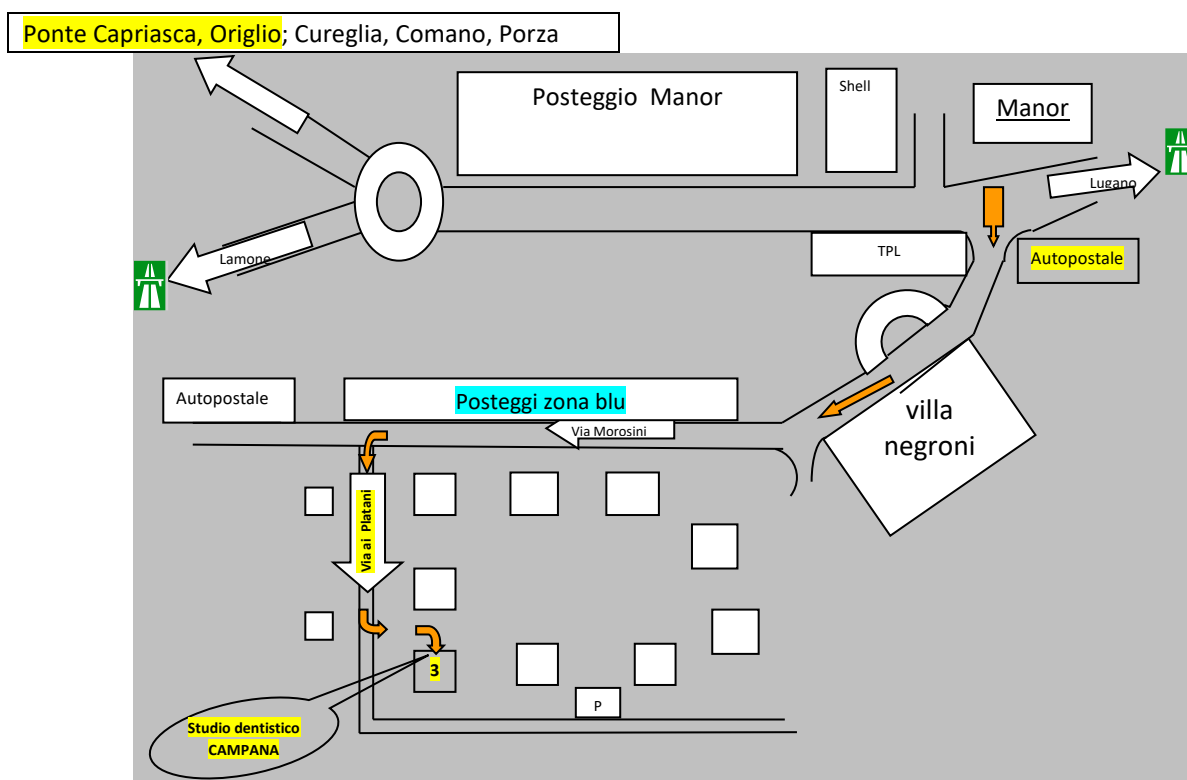 Ponte Capriasca, Origlio; Cureglia, Comano, Porza
Posteggio Manor
Shell
Manor
Lugano
Lamone
TPL
Autopostale
Autopostale
Posteggi zona blu
Via Morosini
villa
negroni
Via ai Platani
3
P
Studio dentistico
CAMPANA